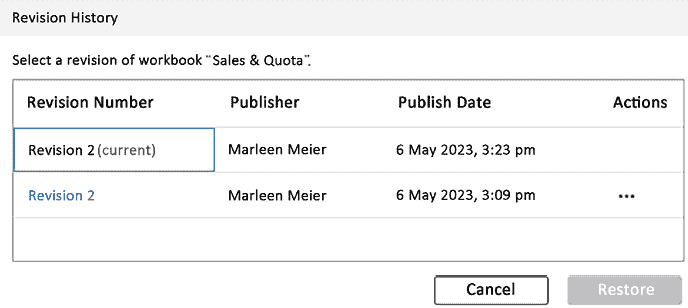 Revision History
Select a revision of workbook “Sales & Quota”.
Revision Number Publisher Publish Date Actions
Revision 2 (current) Marleen Meier 6 May 2023, 3:23 pm
Revision 2 Marleen Meier 6 May 2023, 3:09 pm ...
Cancel Restore